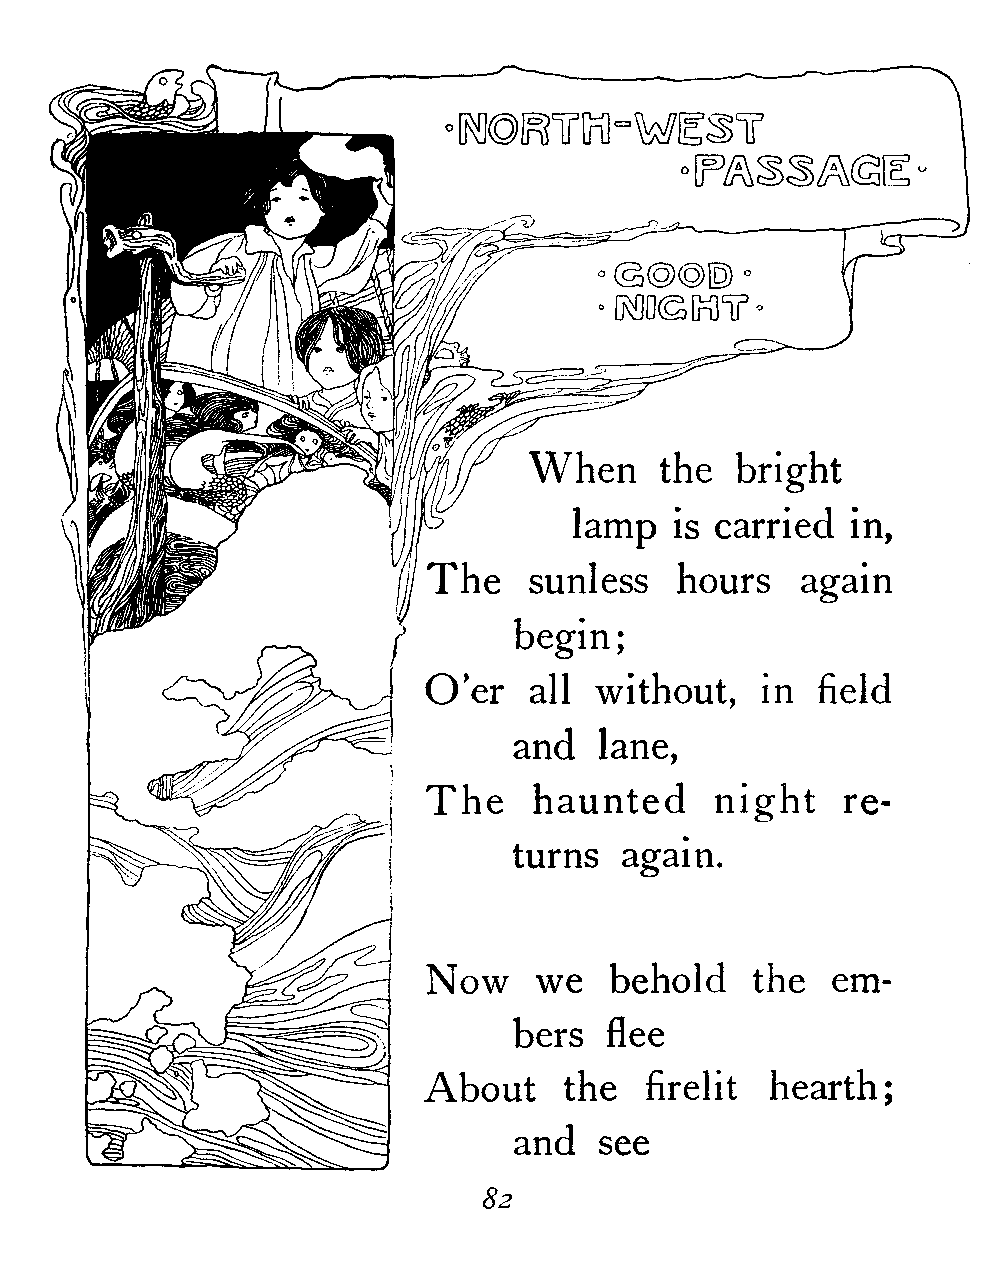 ·NORTH-WEST
·PASSAGE·
·GOOD·
·NIGHT·
When the bright
lamp is carried in,
The sunless hours again
begin;
O'er all without, in field
and lane,
The haunted night re-
turns again.
Now we behold the em-
bers flee
About the firelit hearth;
and see
82